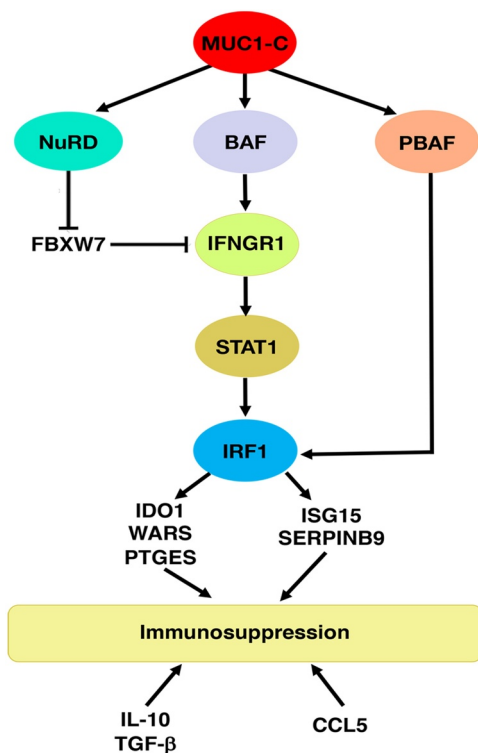 MUC1-C
NuRD
BAF
PBAF
FBXW7
IFNGR1
STAT1
IRF1
IDO1
WARS
PTGES
ISG15
SERPINB9
Immunosuppression
IL-10
TGF-β
CCL5